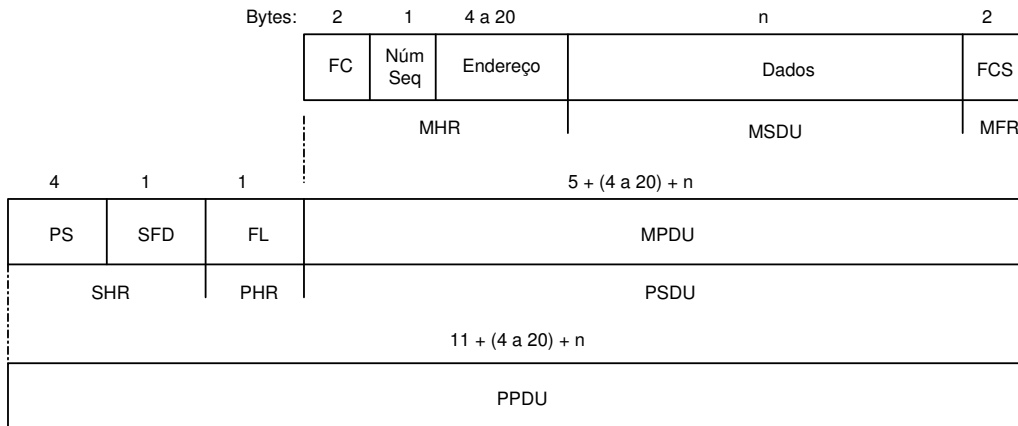 Bytes: 2 1 4 a 20 n 2
FC Núm Seq Endereço Dados FCS
MHR MSDU MFR
4 1 1 5 + (4 a 20) + n
PS SFD FL MPDU
SHR PHR PSDU
11 + (4 a 20) + n
PPDU